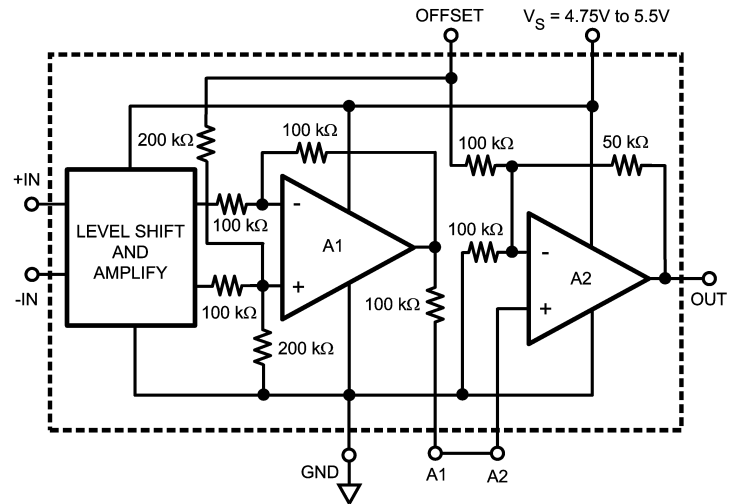 OFFSET
V_S = 4.75V to 5.5V
200 kΩ
100 kΩ
100 kΩ
50 kΩ
+IN
-IN
LEVEL SHIFT
AND
AMPLIFY
100 kΩ
-
A1
+
100 kΩ
200 kΩ
100 kΩ
100 kΩ
-
A2
+
OUT
GND
A1
A2